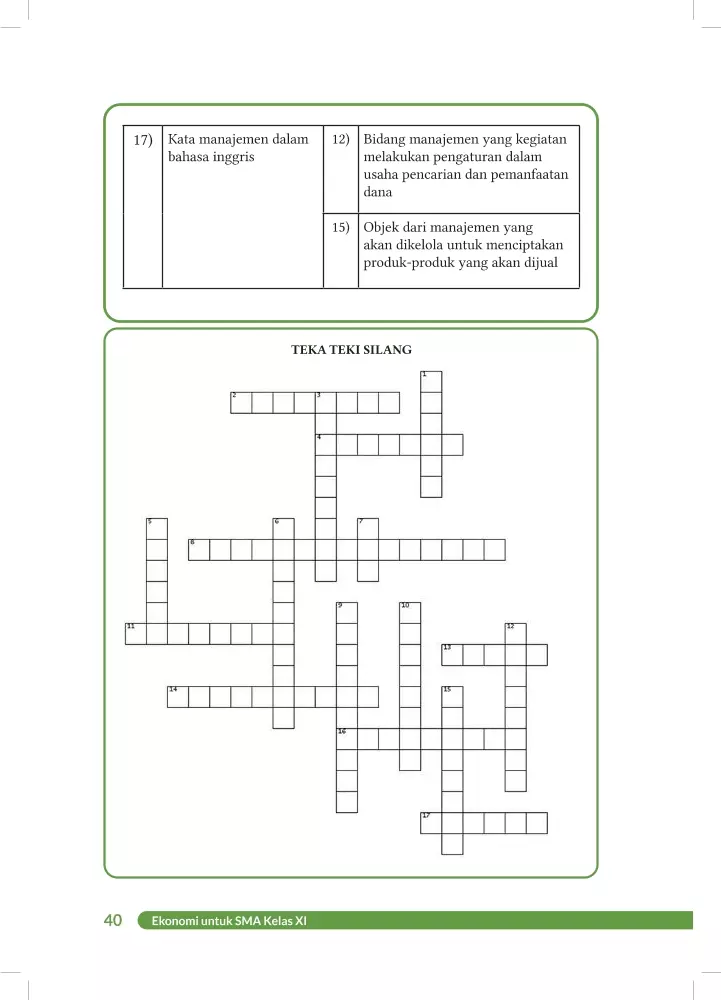 17) Kata manajemen dalam
bahasa inggris
12) Bidang manajemen yang kegiatan
melakukan pengaturan dalam
usaha pencarian dan pemanfaatan
dana
15) Objek dari manajemen yang
akan dikelola untuk menciptakan
produk-produk yang akan dijual
TEKA TEKI SILANG
1
2 3
4
5 6 7
8
9 10
11 12
13
14 15
16
17
40 Ekonomi untuk SMA Kelas XI